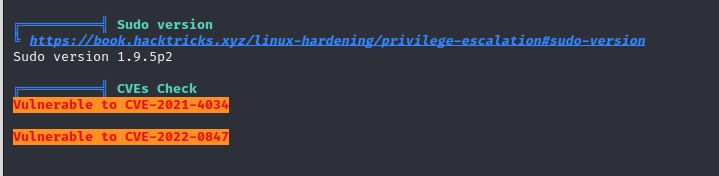 ╔══════════╣ Sudo version
╚ https://book.hacktricks.xyz/linux-hardening/privilege-escalation#sudo-version
Sudo version 1.9.5p2
╔══════════╣ CVEs Check
Vulnerable to CVE-2021-4034
Vulnerable to CVE-2022-0847